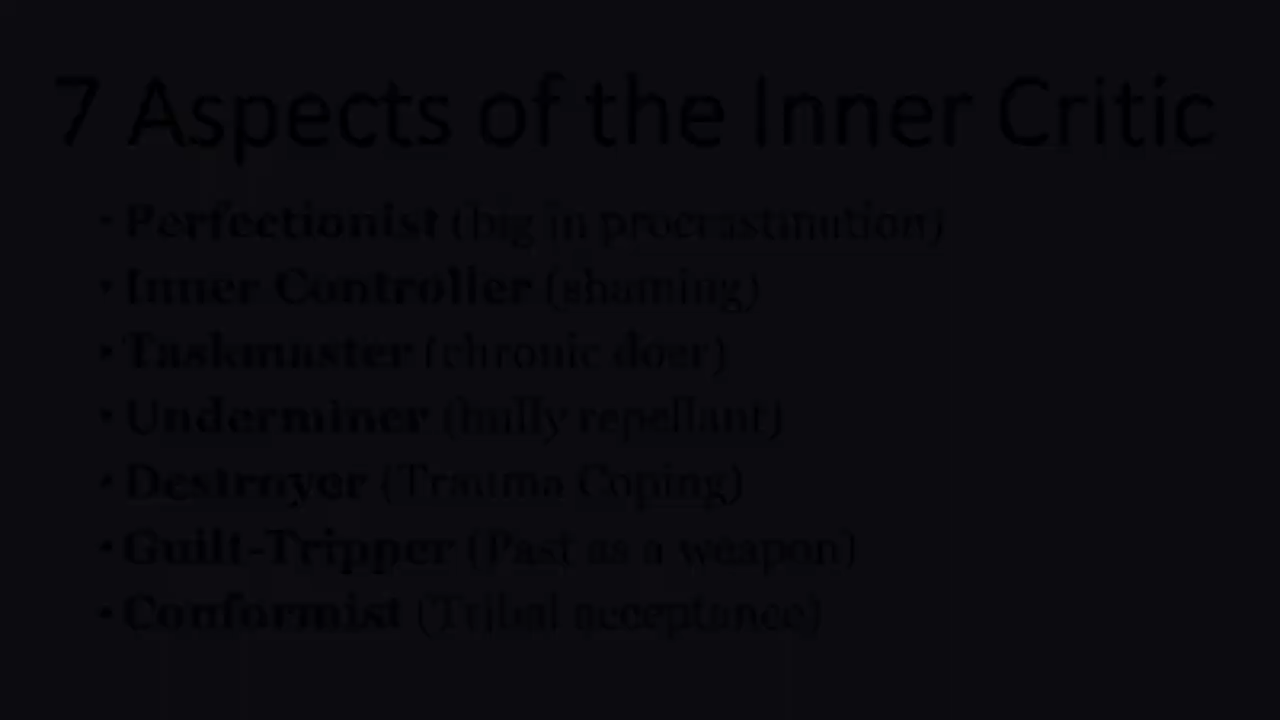 7 Aspects of the Inner Critic
• Perfectionist (big in procrastination)
• Inner Controller (shaming)
• Taskmaster (chronic doer)
• Underminer (bully repellant)
• Destroyer (Trauma Coping)
• Guilt-Tripper (Past as a weapon)
• Conformist (Tribal acceptance)